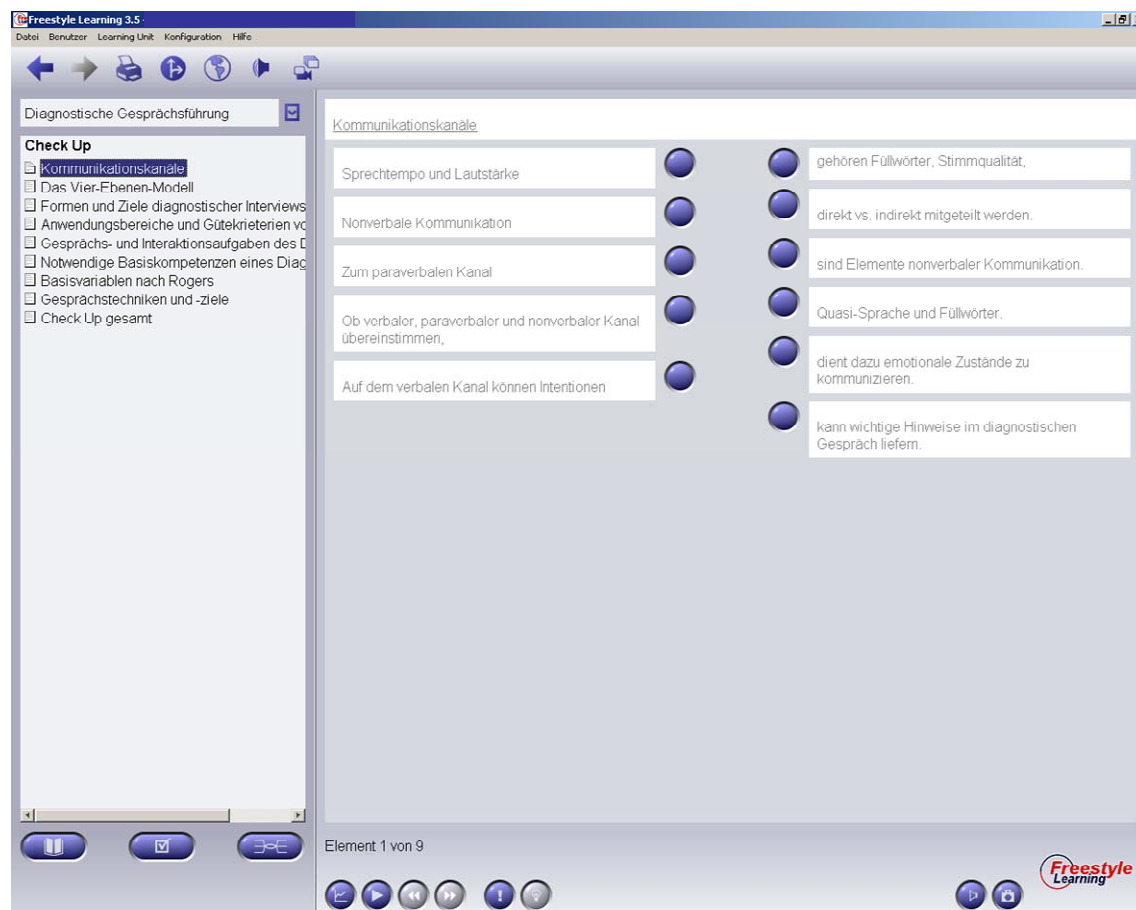 Freestyle Learning 3.5 -
Datei Benutzer Learning Unit Konfiguration Hilfe
Diagnostische Gesprächsführung
Check Up
Kommunikationskanäle
Das Vier-Ebenen-Modell
Formen und Ziele diagnostischer Interviews
Anwendungsbereiche und Gütekrieterien vo
Gesprächs- und Interaktionsaufgaben des D
Notwendige Basiskompetenzen eines Diag
Basisvariablen nach Rogers
Gesprächstechniken und -ziele
Check Up gesamt
Kommunikationskanäle
Sprechtempo und Lautstärke
Nonverbale Kommunikation
Zum paraverbalen Kanal
Ob verbaler, paraverbaler und nonverbaler Kanal
übereinstimmen,
Auf dem verbalen Kanal können Intentionen
gehören Füllwörter, Stimmqualität,
direkt vs. indirekt mitgeteilt werden.
sind Elemente nonverbaler Kommunikation.
Quasi-Sprache und Füllwörter.
dient dazu emotionale Zustände zu
kommunizieren.
kann wichtige Hinweise im diagnostischen
Gespräch liefern.
Element 1 von 9
Freestyle
Learning